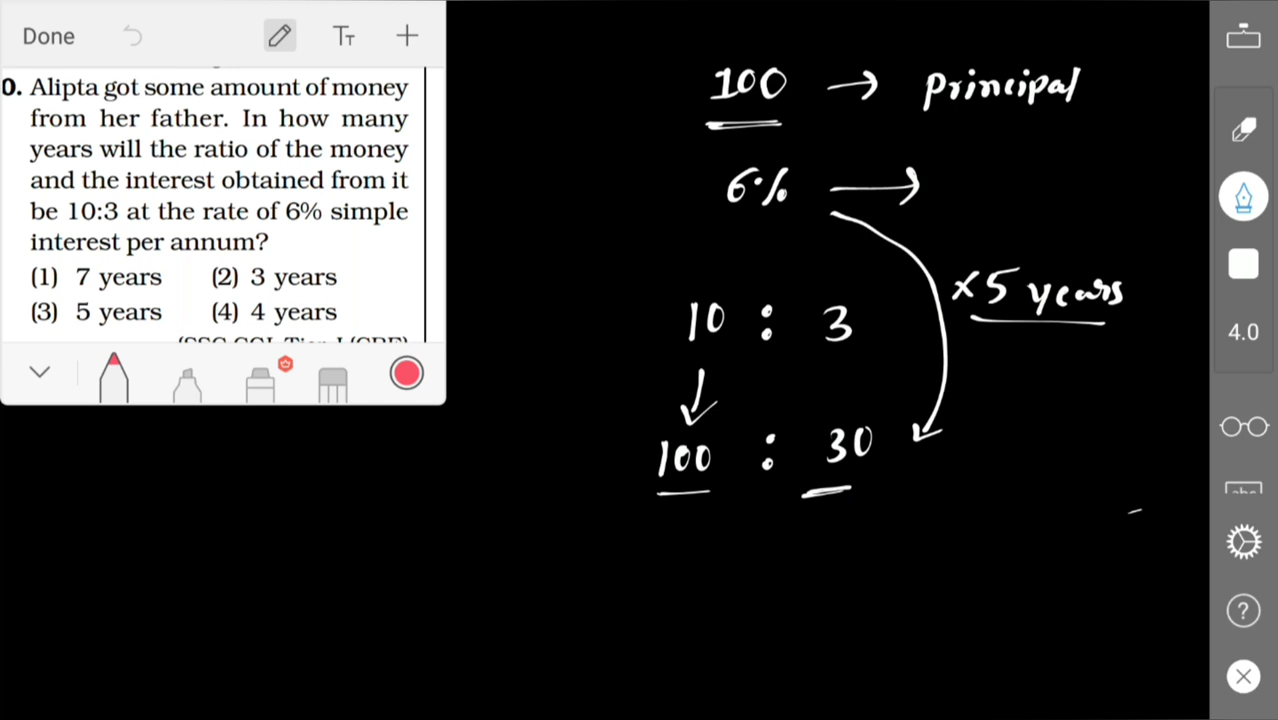 Done
0. Alipta got some amount of money
from her father. In how many
years will the ratio of the money
and the interest obtained from it
be 10:3 at the rate of 6% simple
interest per annum?
(1) 7 years (2) 3 years
(3) 5 years (4) 4 years
100 → Principal
6% →
×5 years
10 : 3
100 : 30
4.0